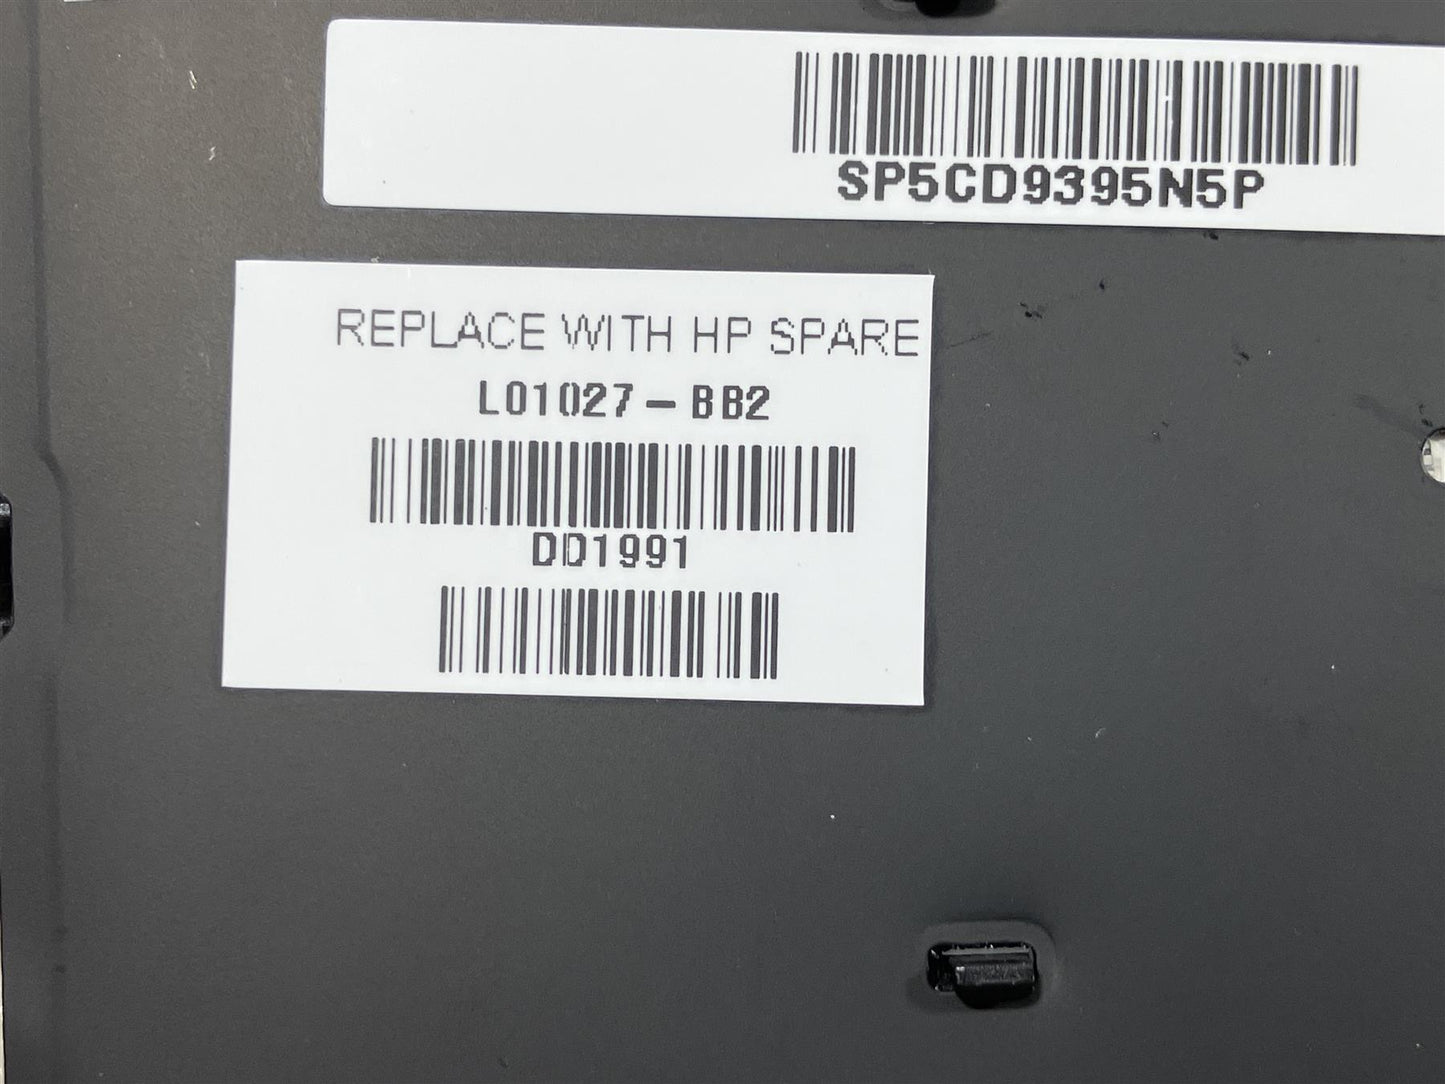 SP5CD9395N5P
REPLACE WITH HP SPARE
L01027-BB2
DD1991